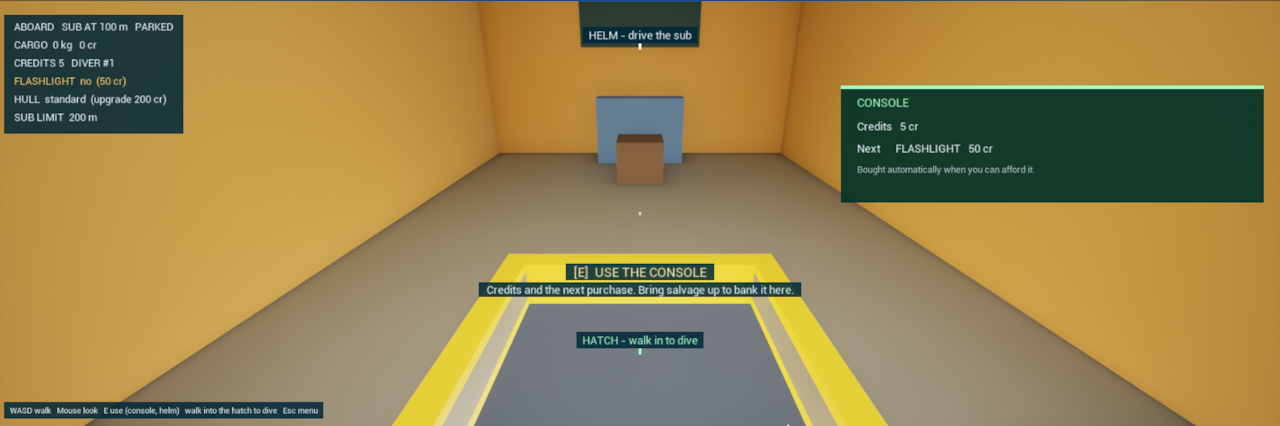 ABOARD SUB AT 100 m PARKED
CARGO 0 kg 0 cr
CREDITS 5 DIVER #1
FLASHLIGHT no (50 cr)
HULL standard (upgrade 200 cr)
SUB LIMIT 200 m
HELM - drive the sub
CONSOLE
Credits 5 cr
Next FLASHLIGHT 50 cr
Bought automatically when you can afford it.
[E] USE THE CONSOLE
Credits and the next purchase. Bring salvage up to bank it here.
HATCH - walk in to dive
WASD walk Mouse look E use (console, helm) walk into the hatch to dive Esc menu